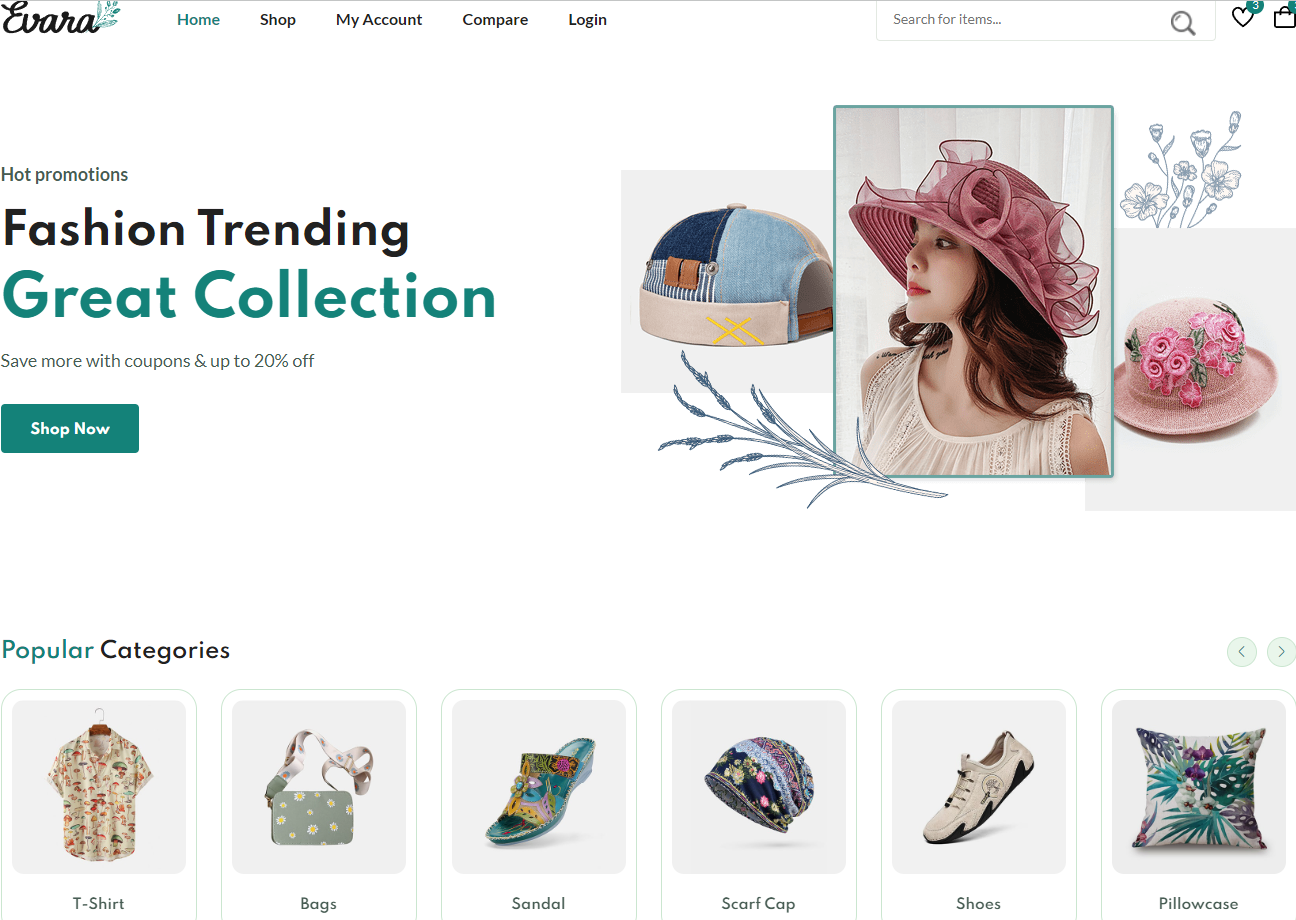 Evara
Home
Shop
My Account
Compare
Login
Search for items...
3
Hot promotions
Fashion Trending
Great Collection
Save more with coupons & up to 20% off
Shop Now
Popular Categories
T-Shirt
Bags
Sandal
Scarf Cap
Shoes
Pillowcase